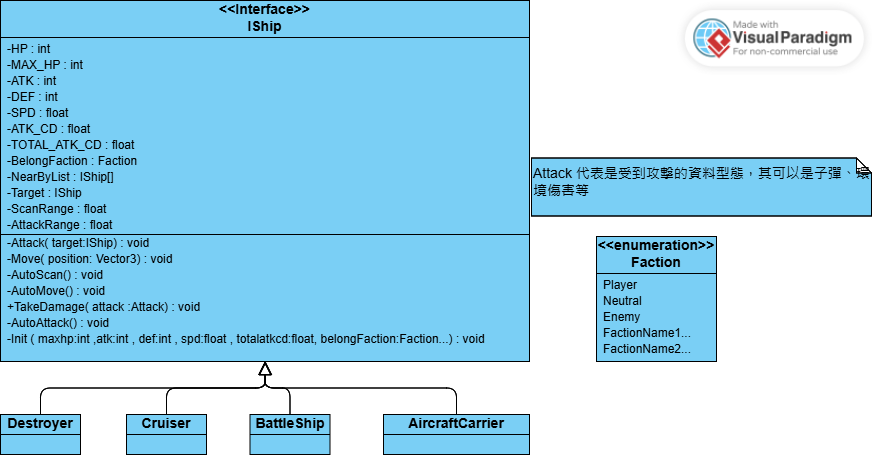 <<Interface>>
IShip
-HP : int
-MAX_HP : int
-ATK : int
-DEF : int
-SPD : float
-ATK_CD : float
-TOTAL_ATK_CD : float
-BelongFaction : Faction
-NearByList : IShip[]
-Target : IShip
-ScanRange : float
-AttackRange : float
-Attack( target:IShip) : void
-Move( position: Vector3) : void
-AutoScan() : void
-AutoMove() : void
+TakeDamage( attack :Attack) : void
-AutoAttack() : void
-Init ( maxhp:int ,atk:int , def:int , spd:float , totalatkcd:float, belongFaction:Faction...) : void
Made with
Visual Paradigm
For non-commercial use
Attack 代表是受到攻擊的資料型態，其可以是子彈、環
境傷害等
<<enumeration>>
Faction
Player
Neutral
Enemy
FactionName1...
FactionName2...
Destroyer
Cruiser
BattleShip
AircraftCarrier